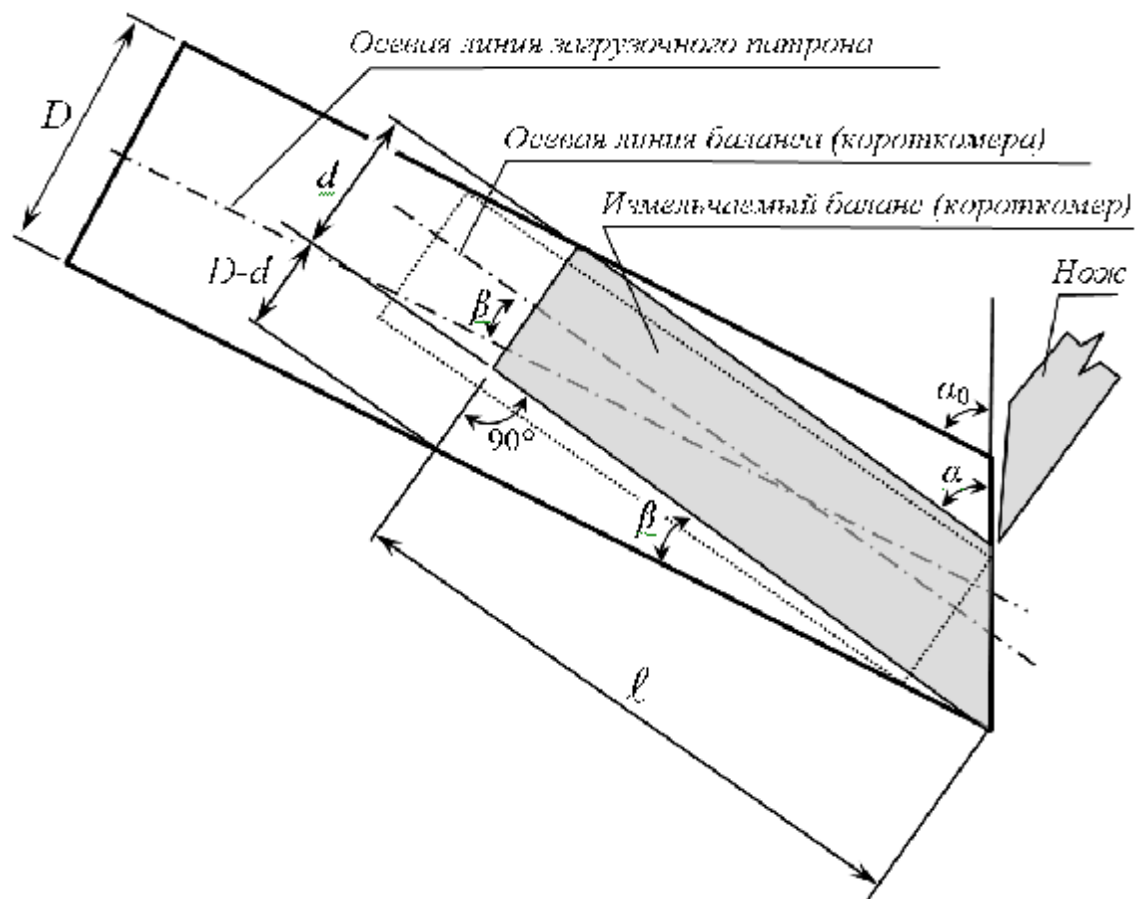 Осевая линия загрузочного патрона
D
Осевая линия баланса (короткомера)
d
Измельчаемый баланс (короткомер)
D-d
Нож
β
α₀
90°
α
β
ℓ